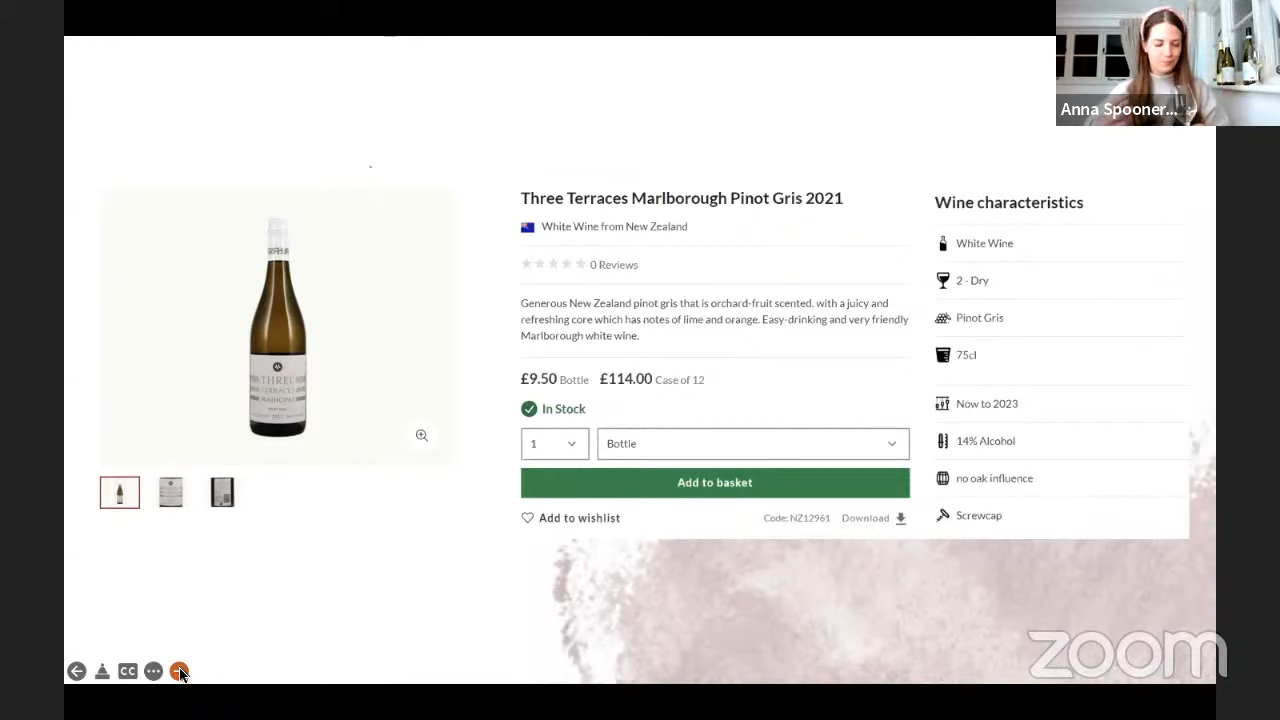 Anna Spooner...
Three Terraces Marlborough Pinot Gris 2021
White Wine from New Zealand
0 Reviews
Generous New Zealand pinot gris that is orchard-fruit scented, with a juicy and
refreshing core which has notes of lime and orange. Easy-drinking and very friendly
Marlborough white wine.
£9.50 Bottle £114.00 Case of 12
In Stock
1 Bottle
Add to basket
Add to wishlist Code: NZ12961 Download
Wine characteristics
White Wine
2 - Dry
Pinot Gris
75cl
Now to 2023
14% Alcohol
no oak influence
Screwcap
THREE
TERRACES
WAIHOPAI
CC
zoom